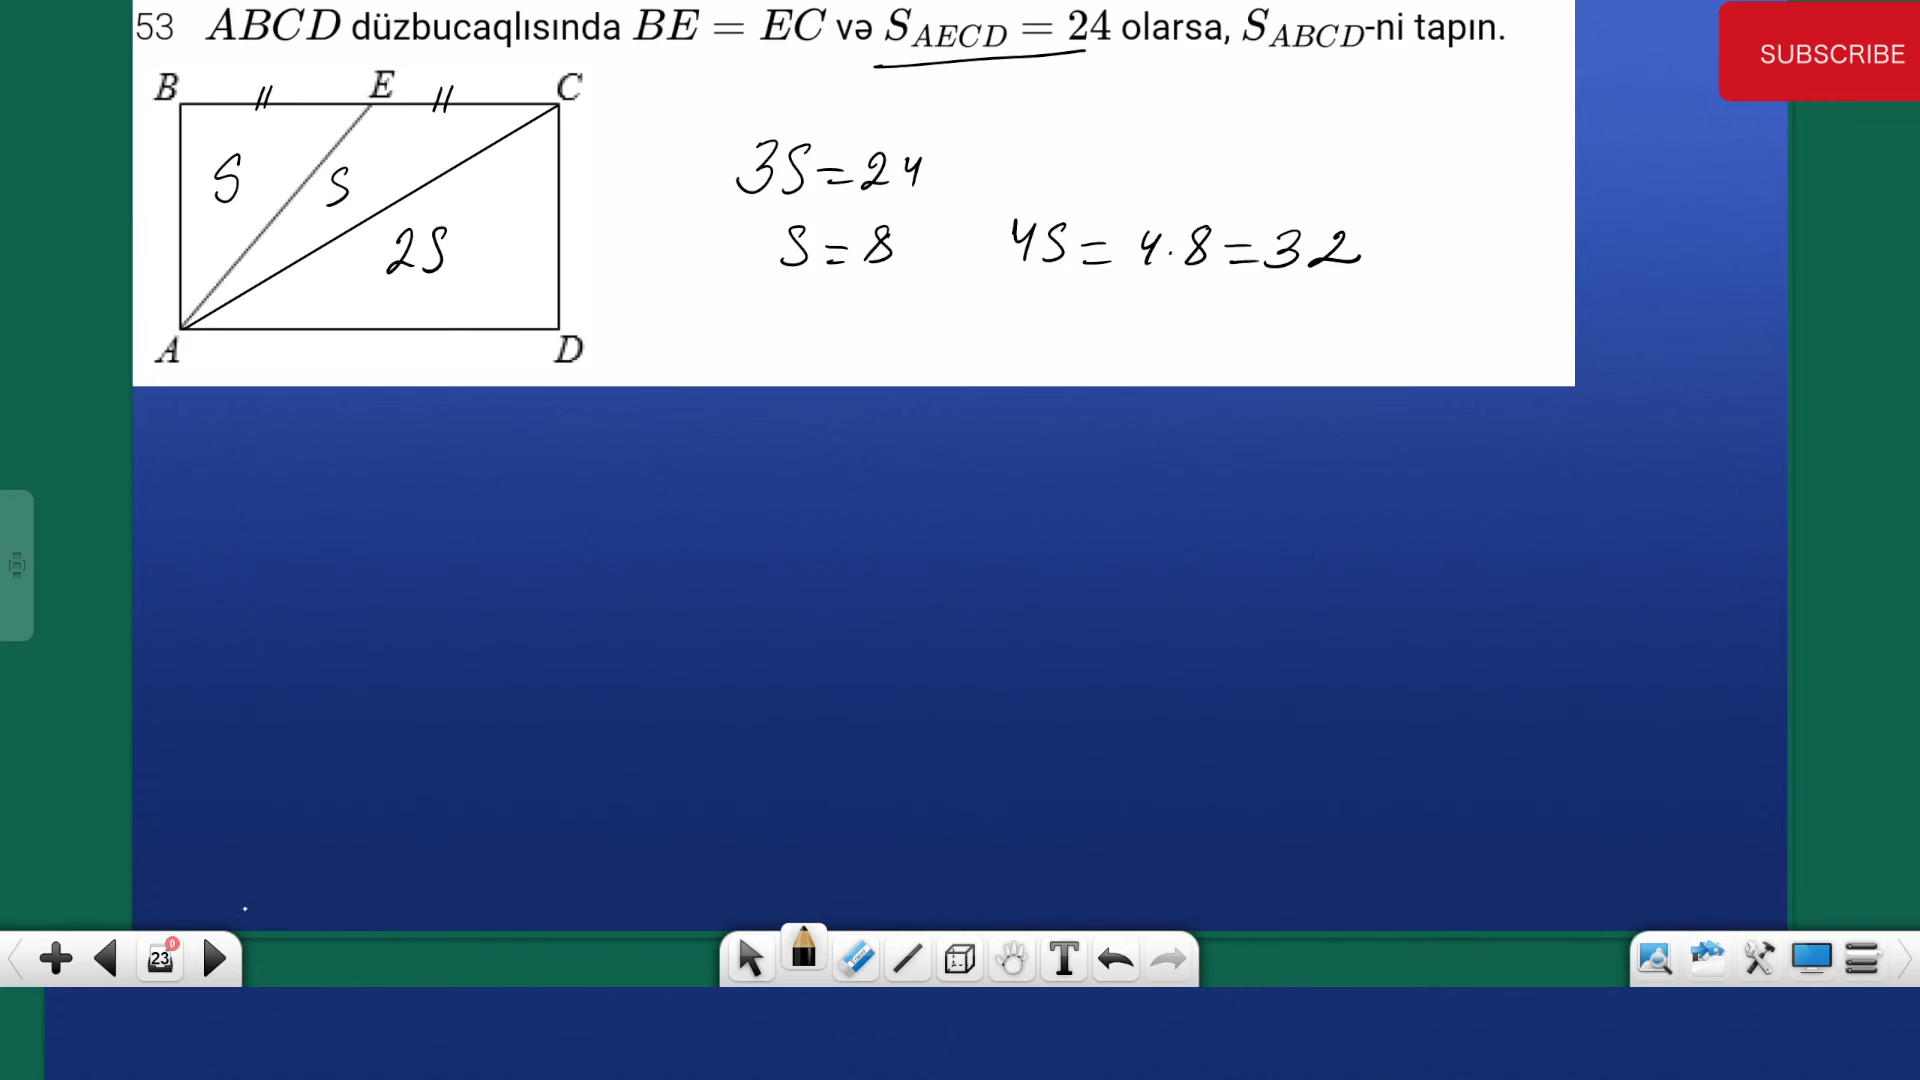 53 ABCD düzbucaqlısında BE = EC və S_AECD = 24 olarsa, S_ABCD-ni tapın.
SUBSCRIBE
B E C
S S 2S
A D
3S=24
S=8 4S=4·8=32
23 0
T